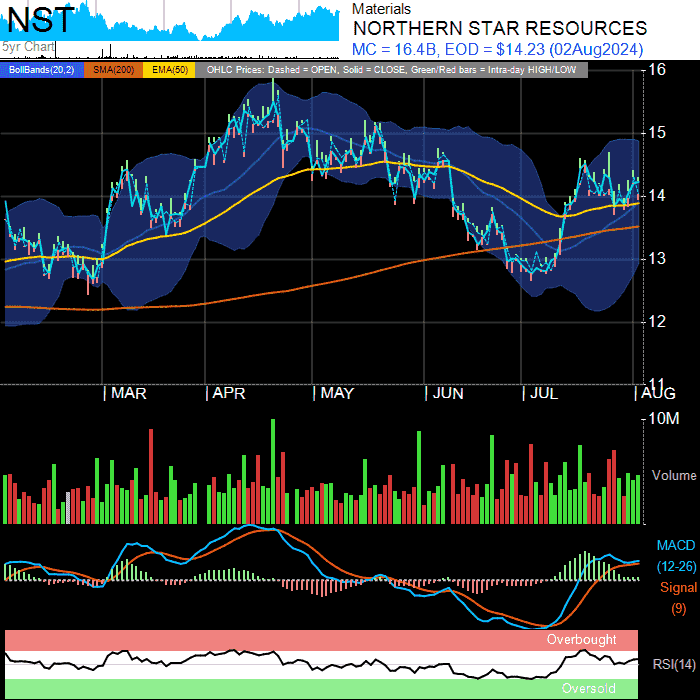 NST
5yr Chart
Materials
NORTHERN STAR RESOURCES
MC = 16.4B, EOD = $14.23 (02Aug2024)
BollBands(20,2) SMA(200) EMA(50) OHLC Prices: Dashed = OPEN, Solid = CLOSE, Green/Red bars = Intra-day HIGH/LOW
16
15
14
13
12
11
MAR APR MAY JUN JUL AUG
10M
Volume
MACD
(12-26)
Signal
(9)
Overbought
RSI(14)
Oversold